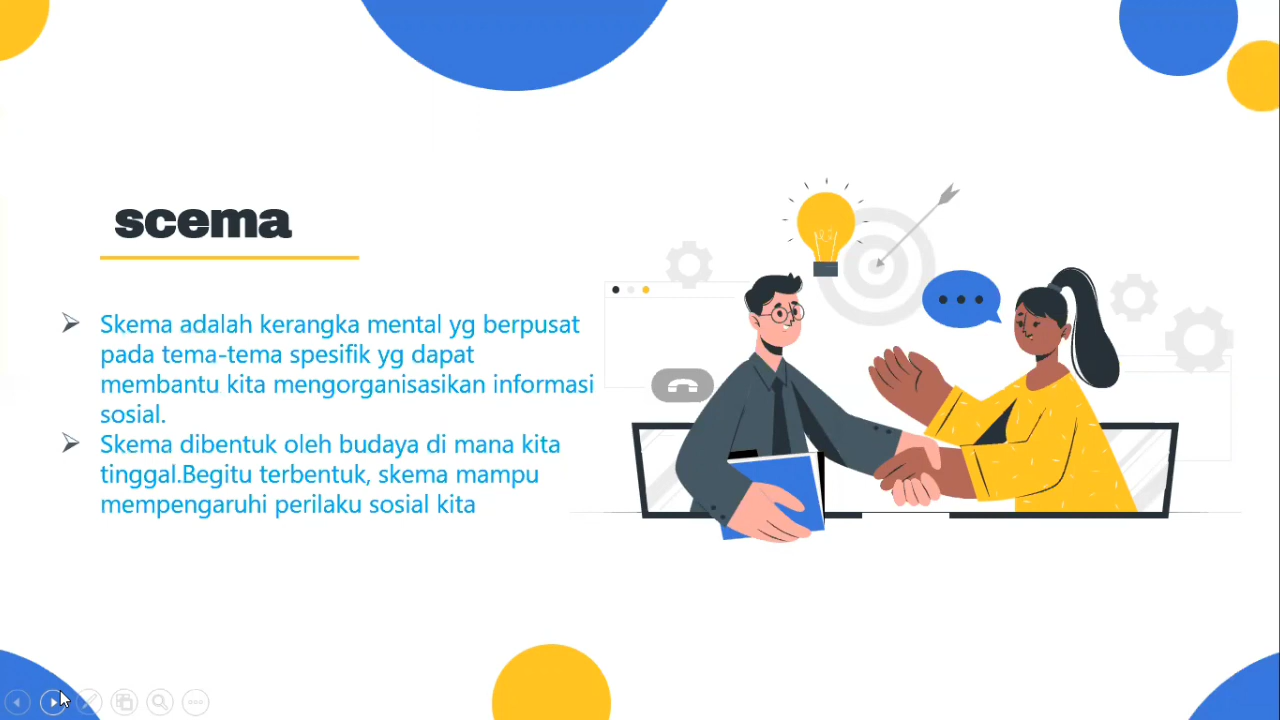 scema
Skema adalah kerangka mental yg berpusat
pada tema-tema spesifik yg dapat
membantu kita mengorganisasikan informasi
sosial.
Skema dibentuk oleh budaya di mana kita
tinggal.Begitu terbentuk, skema mampu
mempengaruhi perilaku sosial kita